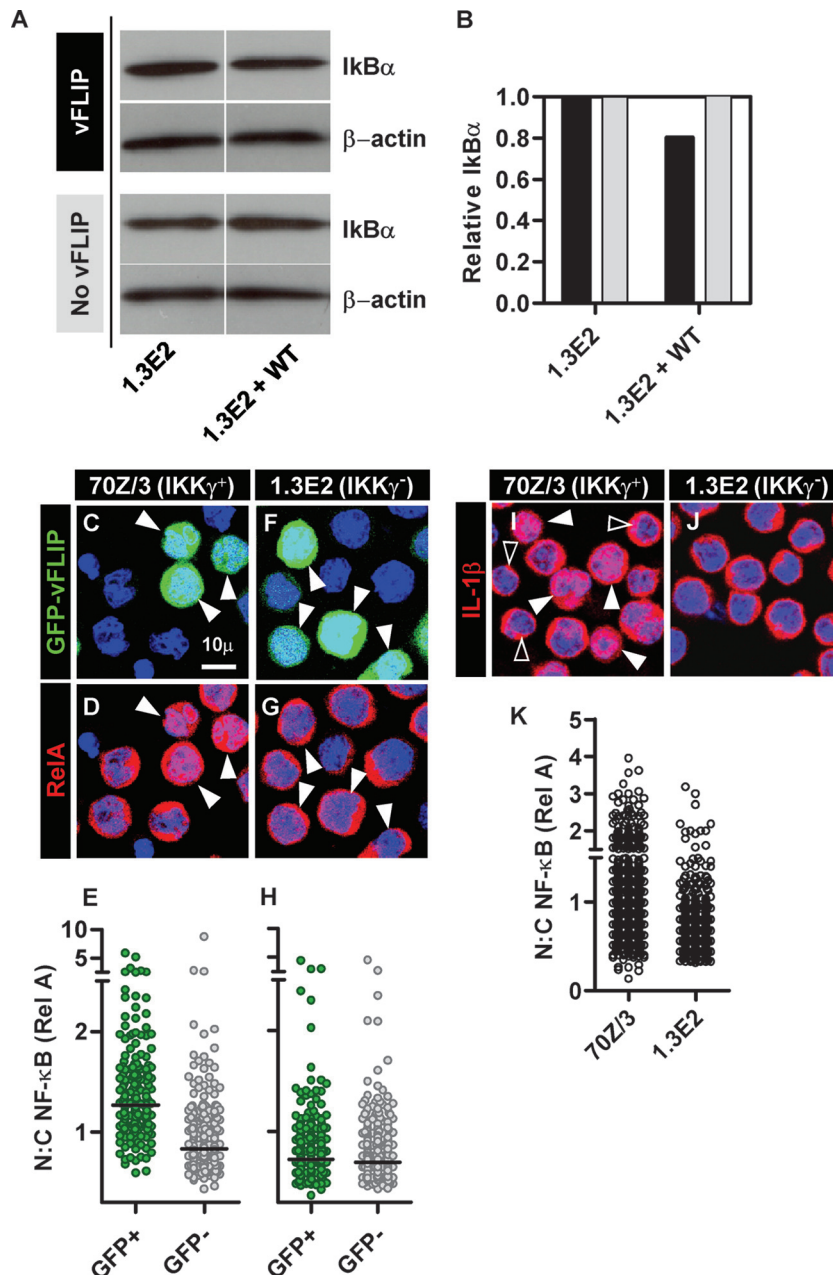 A
vFLIP
IkBα
β–actin
No vFLIP
IkBα
β–actin
1.3E2
1.3E2 + WT
B
Relative IkBα
1.0
0.8
0.6
0.4
0.2
0.0
1.3E2
1.3E2 + WT
70Z/3 (IKKγ+)
1.3E2 (IKKγ-)
GFP-vFLIP
C
10μ
F
RelA
D
G
70Z/3 (IKKγ+)
1.3E2 (IKKγ-)
IL-1β
I
J
E
N:C NF-κB (Rel A)
10
5
2
1
GFP+
GFP-
H
GFP+
GFP-
K
N:C NF-κB (Rel A)
5
4
3
2
1
0
70Z/3
1.3E2